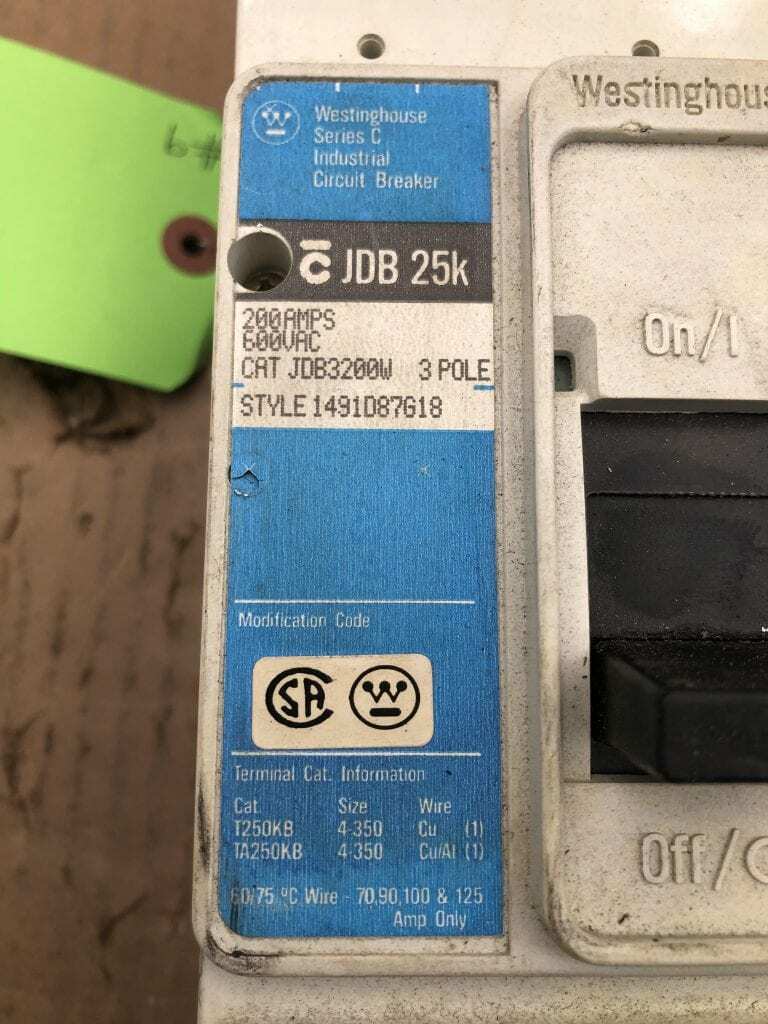 #9
Westinghouse
Series C
Industrial
Circuit Breaker
C JDB 25k
200AMPS
600VAC
CAT JDB3200W 3 POLE
STYLE 1491D87G18
Modification Code
CSA W
Terminal Cat. Information
Cat Size Wire
T250KB 4-350 Cu (1)
TA250KB 4-350 Cu/Al (1)
60/75 °C Wire - 70,90,100 & 125
Amp Only
Westinghous
On/I
Off/O